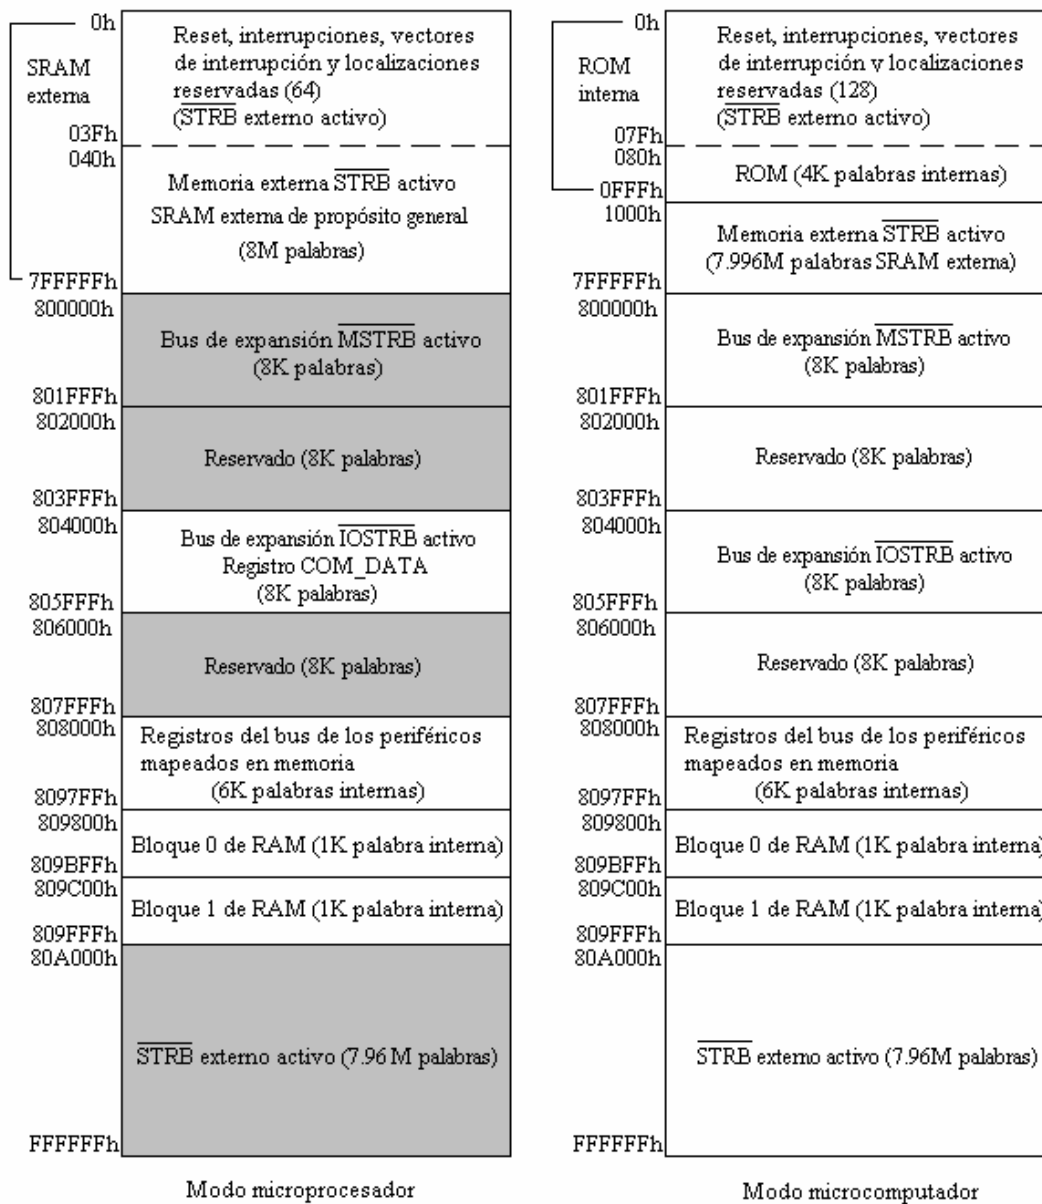 0h
SRAM
externa
03Fh
040h
7FFFFFh
800000h
801FFFh
802000h
803FFFh
804000h
805FFFh
806000h
807FFFh
808000h
8097FFh
809800h
809BFFh
809C00h
809FFFh
80A000h
FFFFFFh
Reset, interrupciones, vectores
de interrupción y localizaciones
reservadas (64)
(STRB externo activo)
Memoria externa STRB activo
SRAM externa de propósito general
(8M palabras)
Bus de expansión MSTRB activo
(8K palabras)
Reservado (8K palabras)
Bus de expansión IOSTRB activo
Registro COM_DATA
(8K palabras)
Reservado (8K palabras)
Registros del bus de los periféricos
mapeados en memoria
(6K palabras internas)
Bloque 0 de RAM (1K palabra interna)
Bloque 1 de RAM (1K palabra interna)
STRB externo activo (7.96 M palabras)
Modo microprocesador
0h
ROM
interna
07Fh
080h
0FFFh
1000h
7FFFFFh
800000h
801FFFh
802000h
803FFFh
804000h
805FFFh
806000h
807FFFh
808000h
8097FFh
809800h
809BFFh
809C00h
809FFFh
80A000h
FFFFFFh
Reset, interrupciones, vectores
de interrupción y localizaciones
reservadas (128)
(STRB externo activo)
ROM (4K palabras internas)
Memoria externa STRB activo
(7.996M palabras SRAM externa)
Bus de expansión MSTRB activo
(8K palabras)
Reservado (8K palabras)
Bus de expansión IOSTRB activo
(8K palabras)
Reservado (8K palabras)
Registros del bus de los periféricos
mapeados en memoria
(6K palabras internas)
Bloque 0 de RAM (1K palabra interna)
Bloque 1 de RAM (1K palabra interna)
STRB externo activo (7.96M palabras)
Modo microcomputador